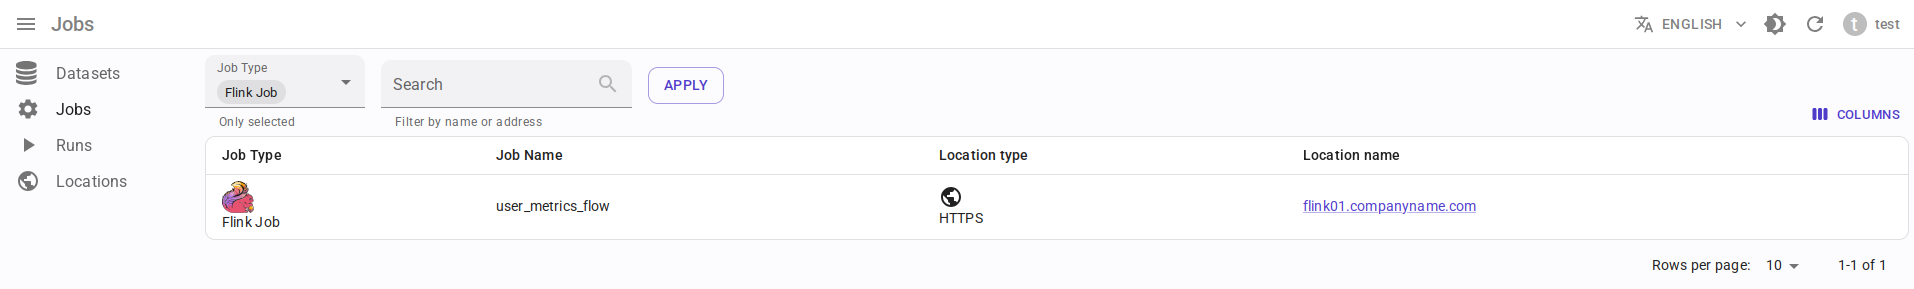 Jobs
ENGLISH
t
test
Datasets
Jobs
Runs
Locations
Job Type
Flink Job
Only selected
Search
Filter by name or address
APPLY
COLUMNS
Job Type Job Name Location type Location name
Flink Job user_metrics_flow HTTPS flink01.companyname.com
Rows per page: 10 1-1 of 1